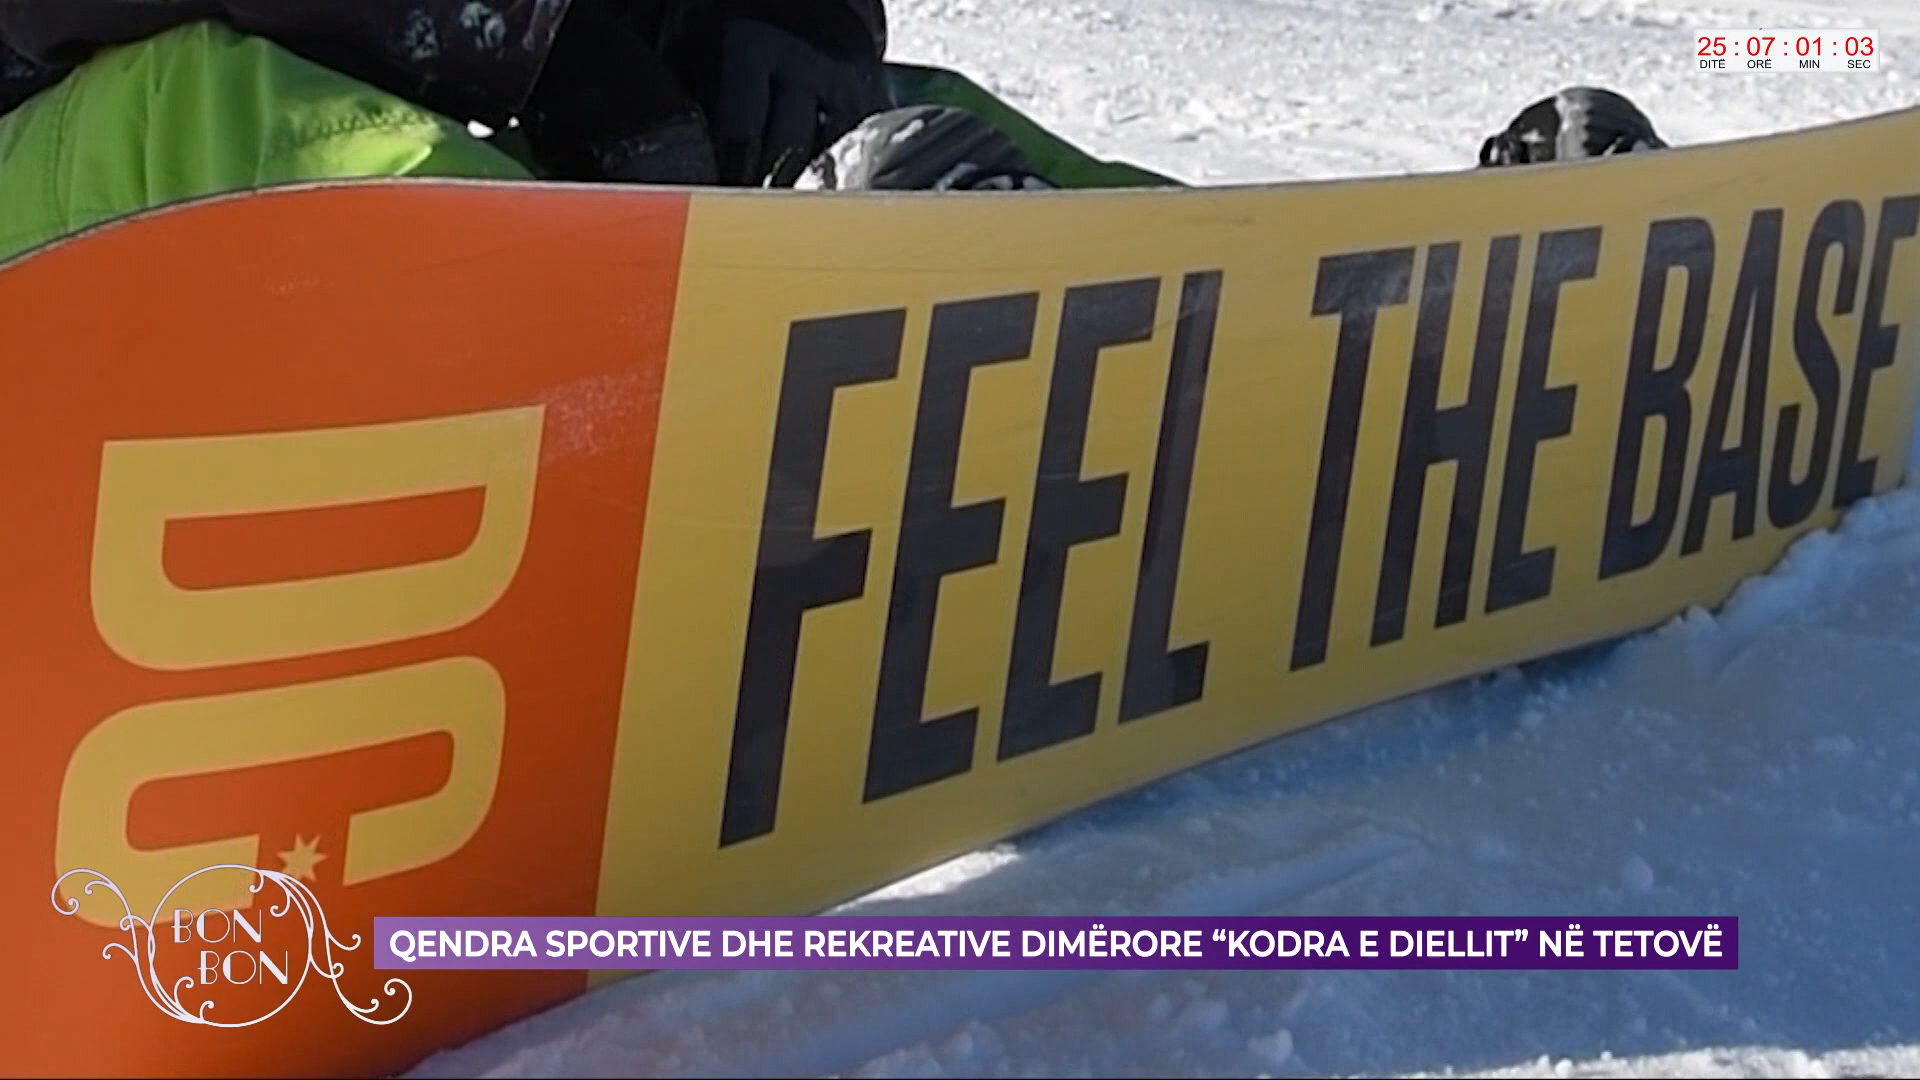 25 : 07 : 01 : 03
DITË ORË MIN SEC
DC
FEEL THE BASE
BON
BON
QENDRA SPORTIVE DHE REKREATIVE DIMËRORE “KODRA E DIELLIT” NË TETOVË